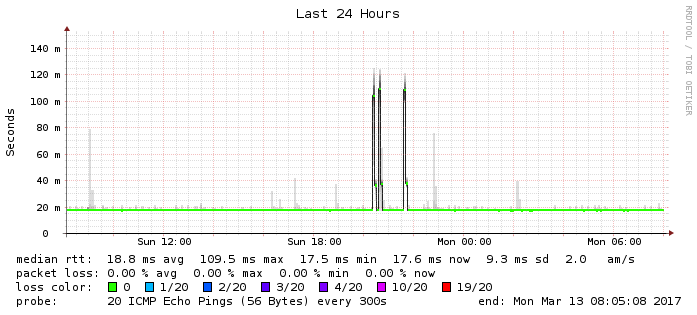 Last 24 Hours
RRDTOOL / TOBI OETIKER
Seconds
140 m
120 m
100 m
80 m
60 m
40 m
20 m
0
Sun 12:00 Sun 18:00 Mon 00:00 Mon 06:00
median rtt: 18.8 ms avg 109.5 ms max 17.5 ms min 17.6 ms now 9.3 ms sd 2.0 am/s
packet loss: 0.00 % avg 0.00 % max 0.00 % min 0.00 % now
loss color: 0 1/20 2/20 3/20 4/20 10/20 19/20
probe: 20 ICMP Echo Pings (56 Bytes) every 300s end: Mon Mar 13 08:05:08 2017